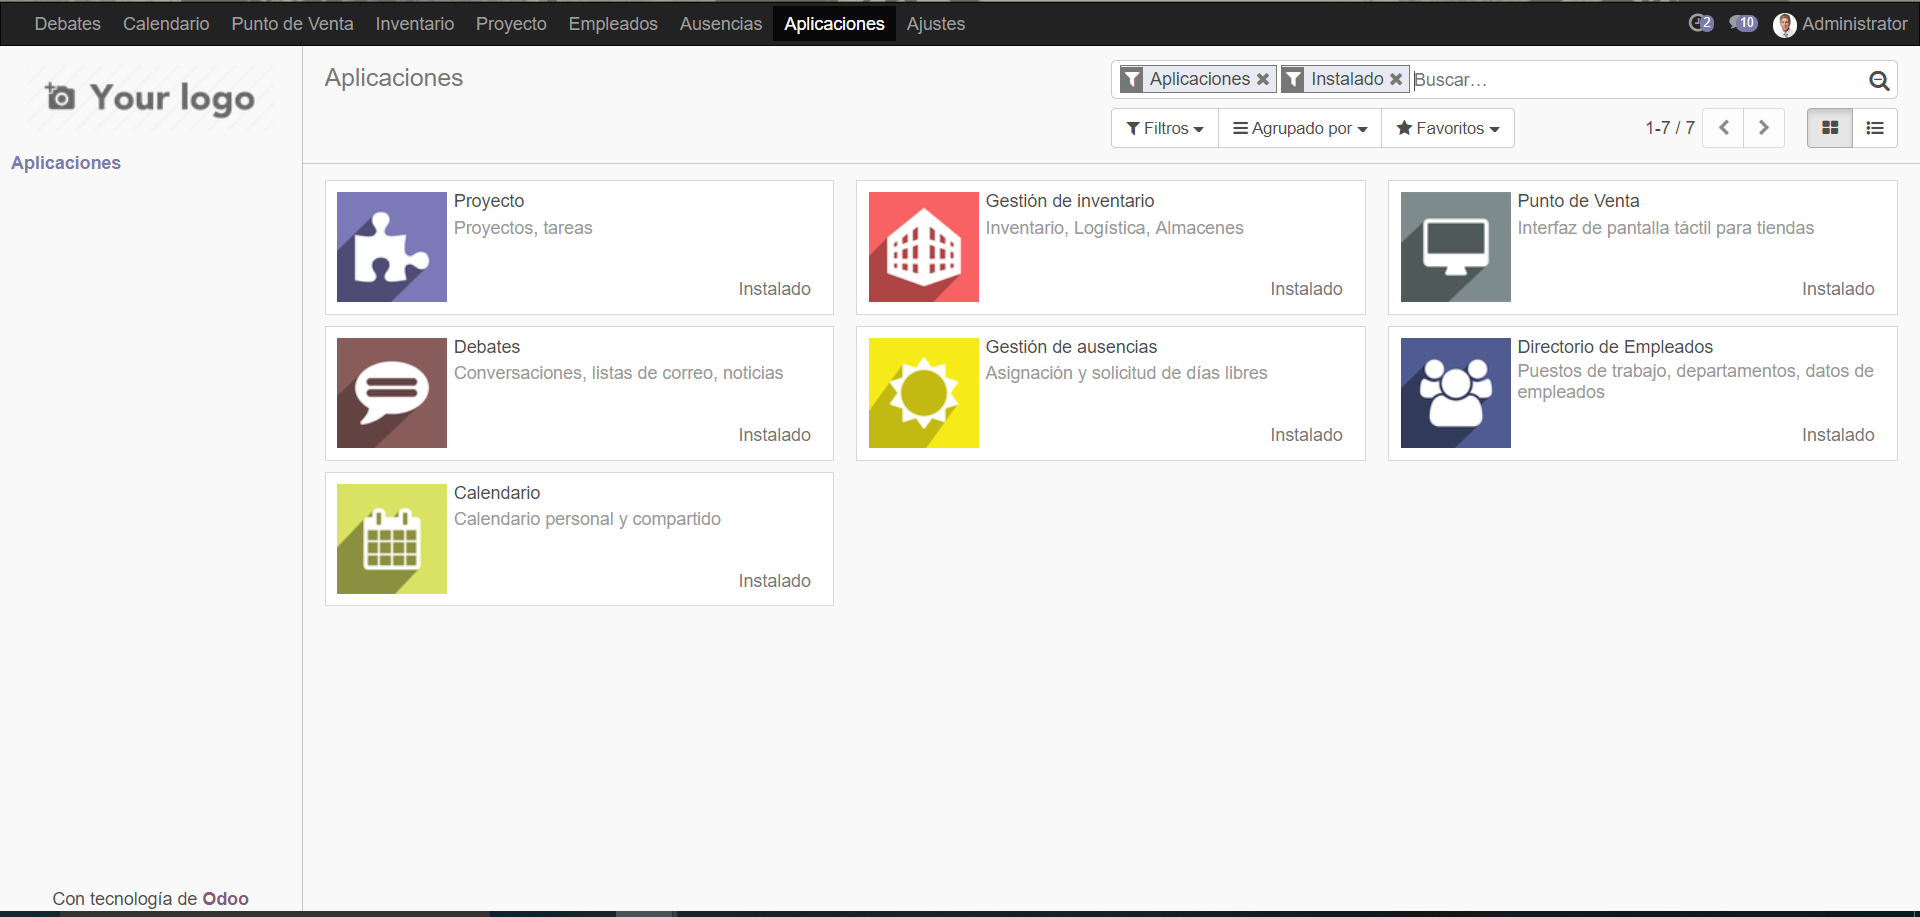 Debates Calendario Punto de Venta Inventario Proyecto Empleados Ausencias Aplicaciones Ajustes 2 10 Administrator
Your logo
Aplicaciones
Con tecnología de Odoo
Aplicaciones
Aplicaciones Instalado Buscar...
Filtros Agrupado por Favoritos 1-7 / 7
Proyecto
Proyectos, tareas
Instalado
Gestión de inventario
Inventario, Logística, Almacenes
Instalado
Punto de Venta
Interfaz de pantalla táctil para tiendas
Instalado
Debates
Conversaciones, listas de correo, noticias
Instalado
Gestión de ausencias
Asignación y solicitud de días libres
Instalado
Directorio de Empleados
Puestos de trabajo, departamentos, datos de
empleados
Instalado
Calendario
Calendario personal y compartido
Instalado